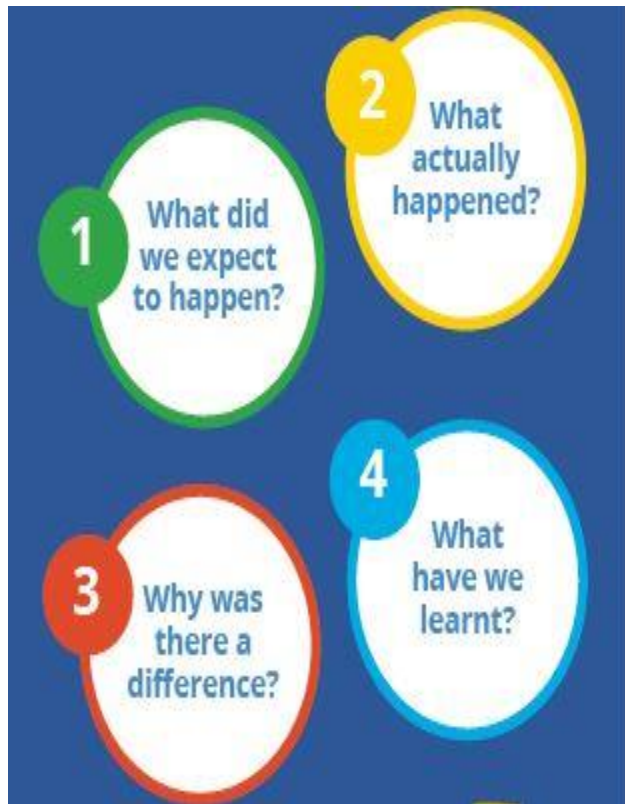 1
What did
we expect
to happen?
2
What
actually
happened?
3
Why was
there a
difference?
4
What
have we
learnt?